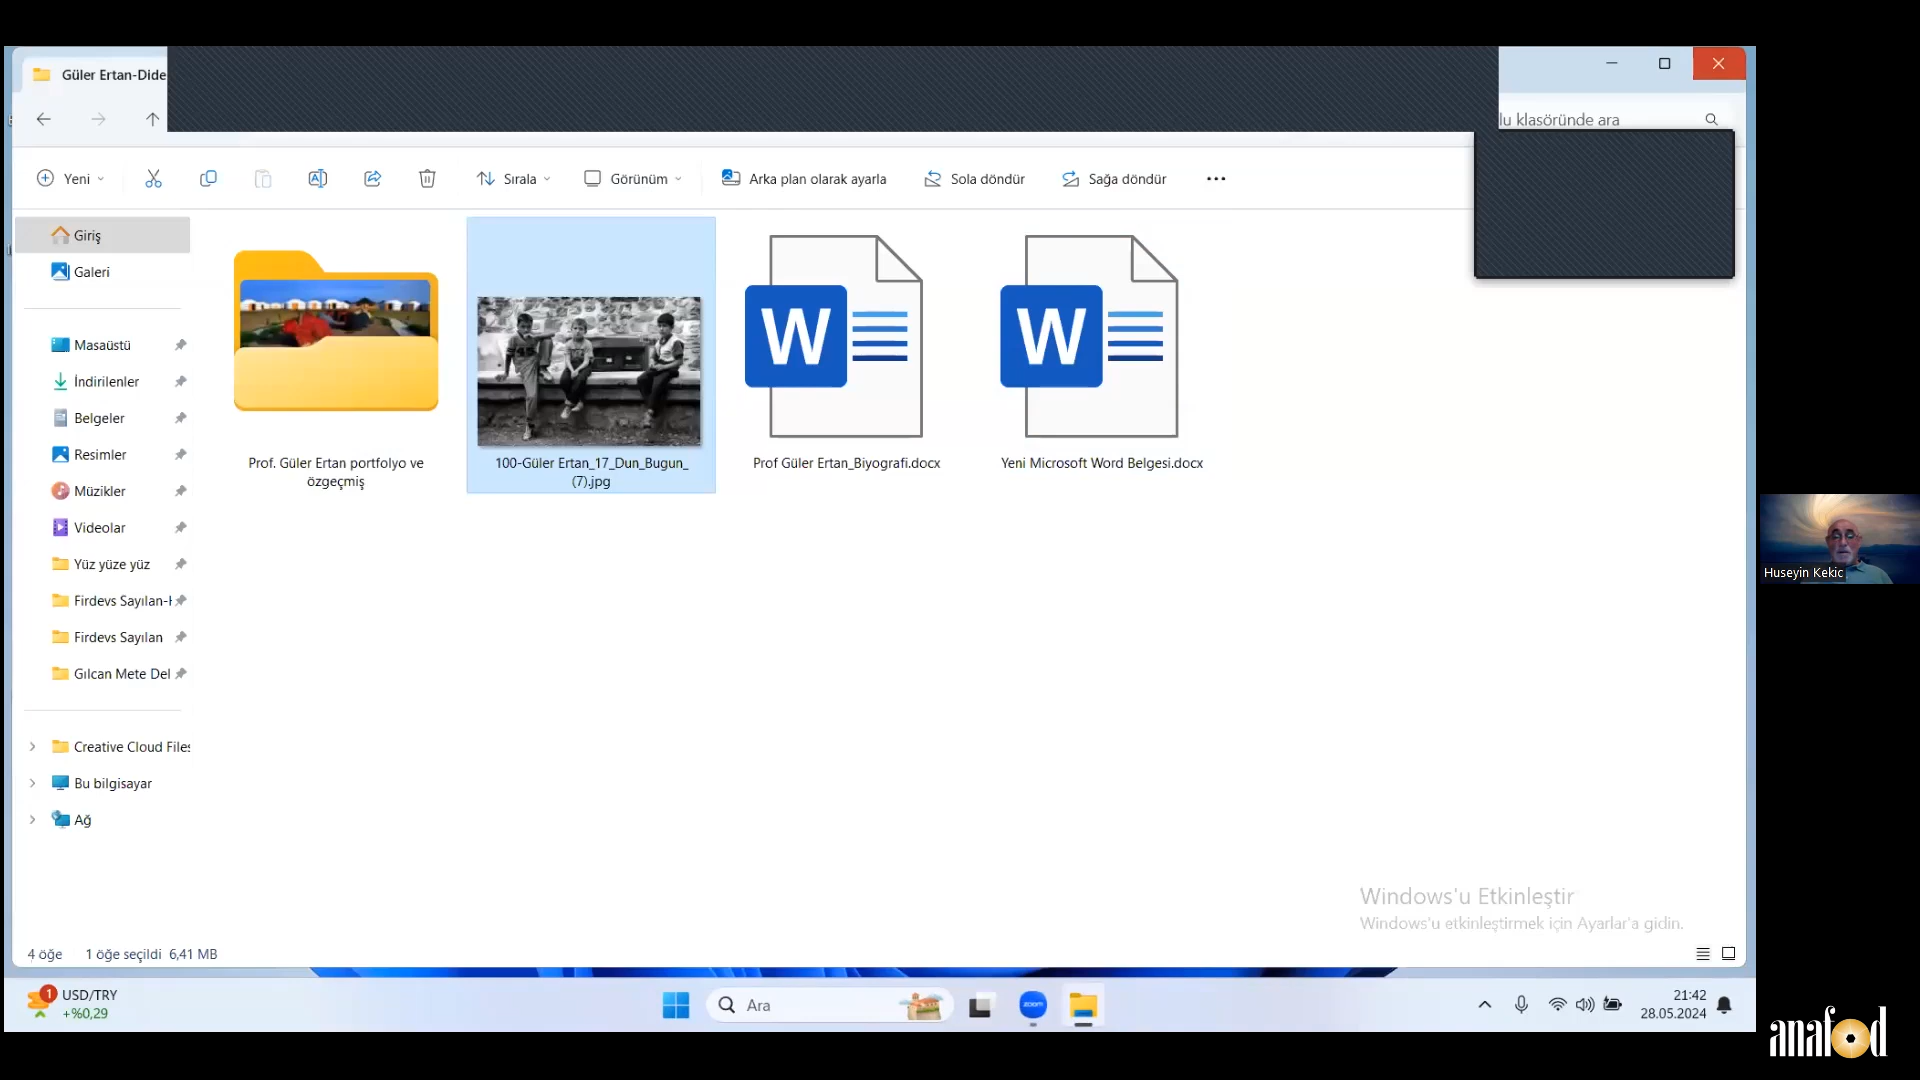 Güler Ertan-Dide
lu klasöründe ara
Yeni
Sırala
Görünüm
Arka plan olarak ayarla
Sola döndür
Sağa döndür
Giriş
Galeri
Masaüstü
İndirilenler
Belgeler
Resimler
Müzikler
Videolar
Yüz yüze yüz
Firdevs Sayılan-H
Firdevs Sayılan
Gılcan Mete Del
Creative Cloud Files
Bu bilgisayar
Ağ
Prof. Güler Ertan portfolyo ve
özgeçmiş
100-Güler Ertan_17_Dun_Bugun_
(7).jpg
Prof Güler Ertan_Biyografi.docx
Yeni Microsoft Word Belgesi.docx
Huseyin Kekic
Windows'u Etkinleştir
Windows'u etkinleştirmek için Ayarlar'a gidin.
4 öğe 1 öğe seçildi 6,41 MB
1
USD/TRY
+%0,29
Ara
zoom
21:42
28.05.2024
anafod